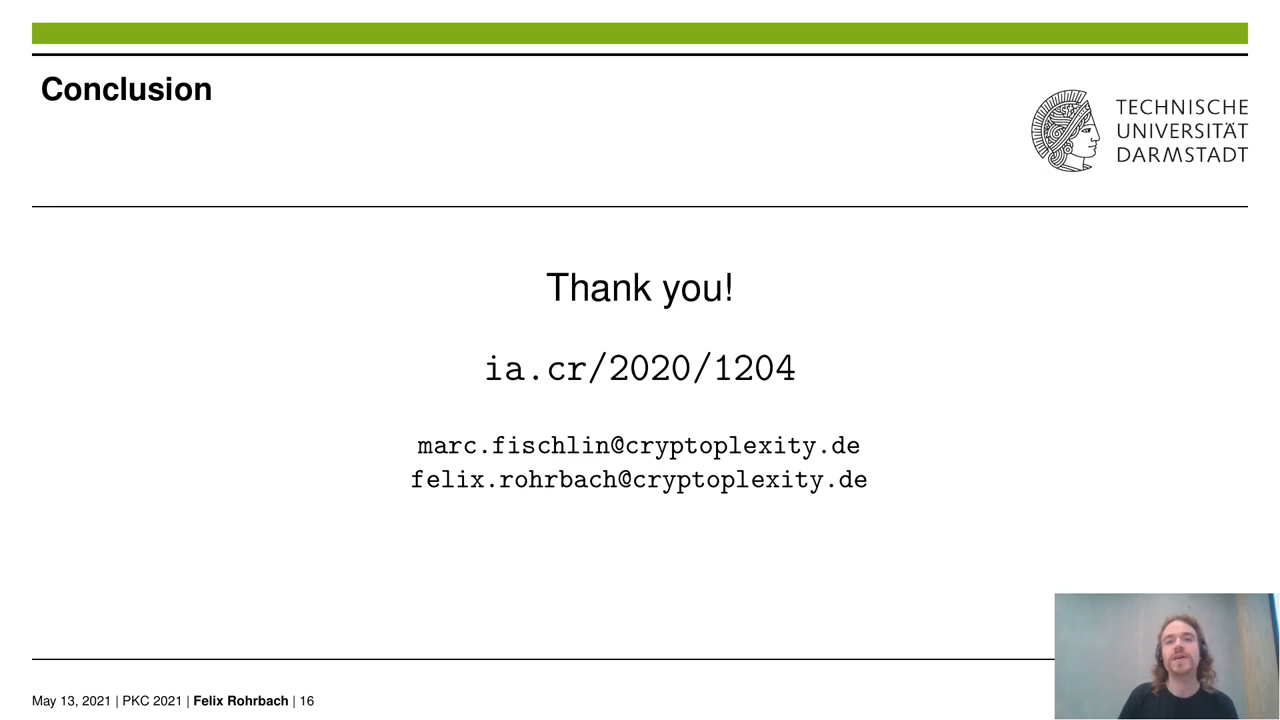 Conclusion
TECHNISCHE
UNIVERSITÄT
DARMSTADT
Thank you!
ia.cr/2020/1204
marc.fischlin@cryptoplexity.de
felix.rohrbach@cryptoplexity.de
May 13, 2021 | PKC 2021 | Felix Rohrbach | 16